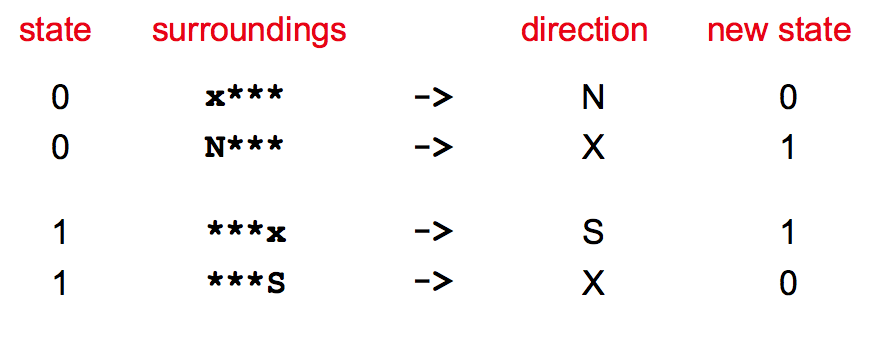 state surroundings direction new state
0 x*** -> N 0
0 N*** -> X 1
1 ***x -> S 1
1 ***S -> X 0